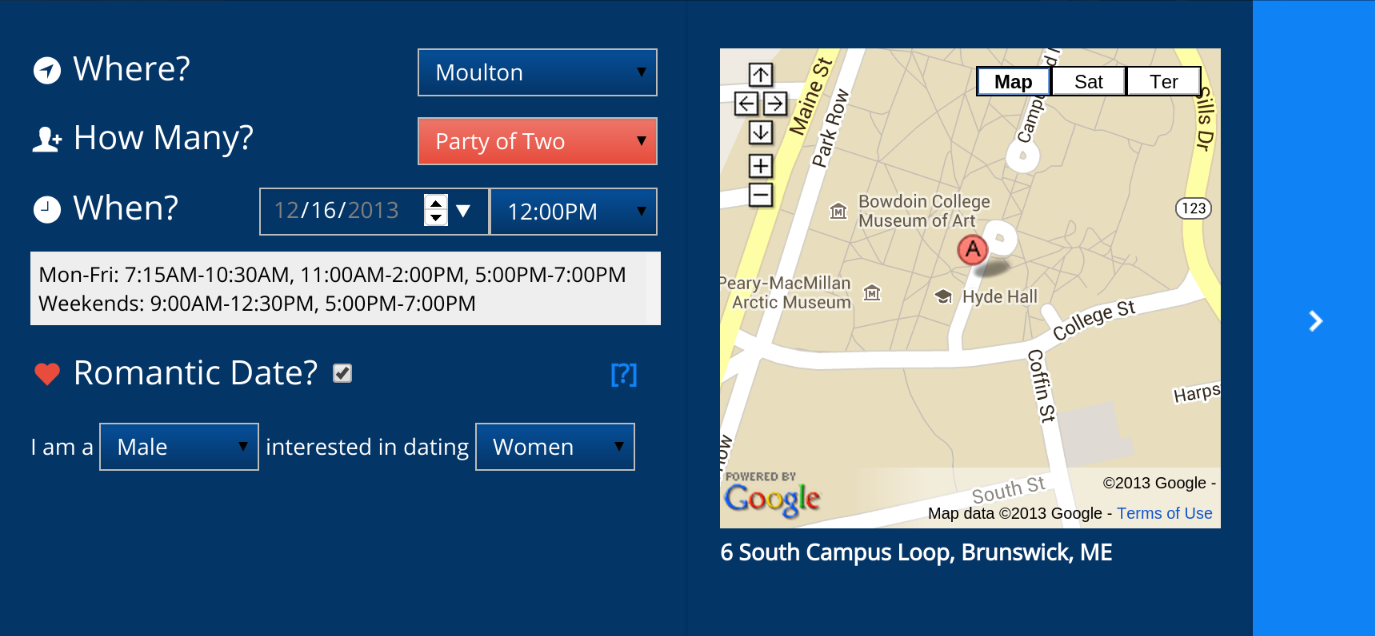 Where?
Moulton
How Many?
Party of Two
When?
12/16/2013
12:00PM
Mon-Fri: 7:15AM-10:30AM, 11:00AM-2:00PM, 5:00PM-7:00PM
Weekends: 9:00AM-12:30PM, 5:00PM-7:00PM
Romantic Date?
[?]
I am a Male interested in dating Women
Map Sat Ter
Maine St
Park Row
Sills Dr
123
Bowdoin College
Museum of Art
A
Peary-MacMillan
Arctic Museum
Hyde Hall
College St
Coffin St
Harps
South St
POWERED BY
Google
©2013 Google -
Map data ©2013 Google - Terms of Use
6 South Campus Loop, Brunswick, ME